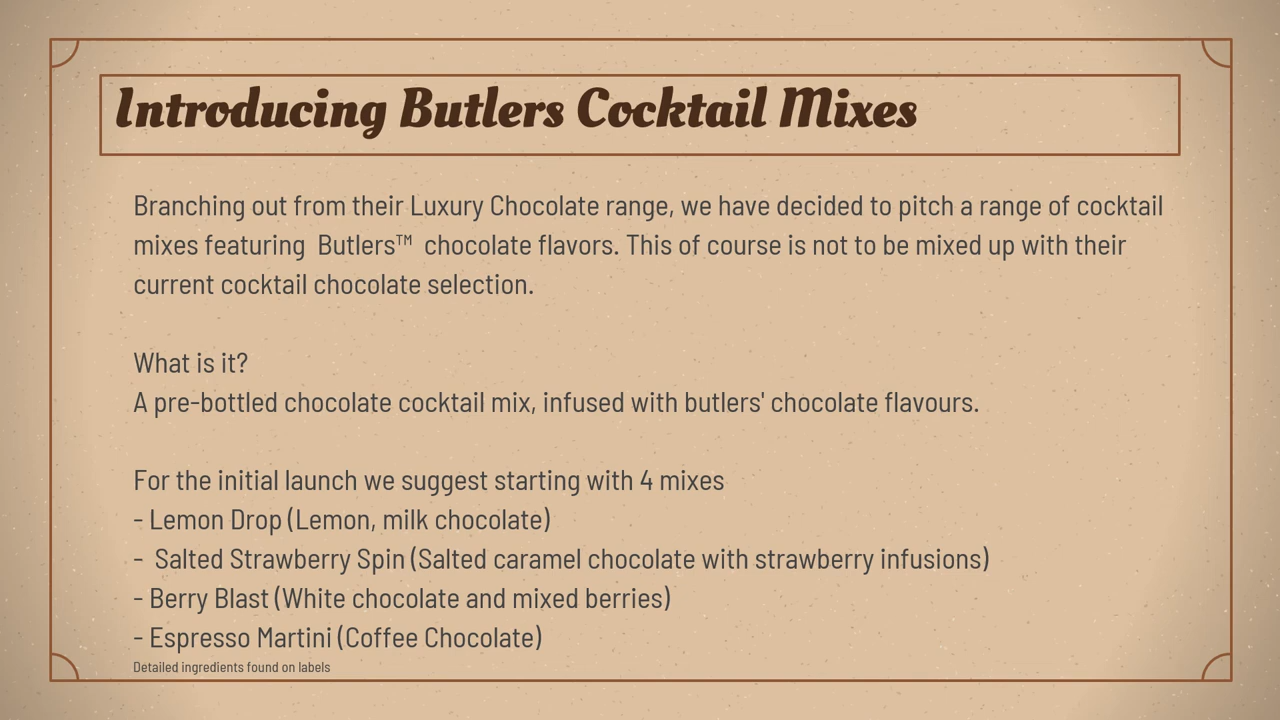 Introducing Butlers Cocktail Mixes
Branching out from their Luxury Chocolate range, we have decided to pitch a range of cocktail
mixes featuring  Butlers™  chocolate flavors. This of course is not to be mixed up with their
current cocktail chocolate selection.
What is it?
A pre-bottled chocolate cocktail mix, infused with butlers' chocolate flavours.
For the initial launch we suggest starting with 4 mixes
- Lemon Drop (Lemon, milk chocolate)
-  Salted Strawberry Spin (Salted caramel chocolate with strawberry infusions)
- Berry Blast (White chocolate and mixed berries)
- Espresso Martini (Coffee Chocolate)
Detailed ingredients found on labels